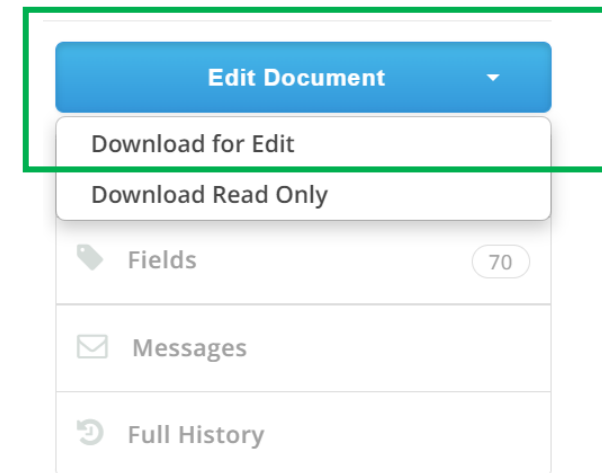 Edit Document
Download for Edit
Download Read Only
Fields 70
Messages
Full History